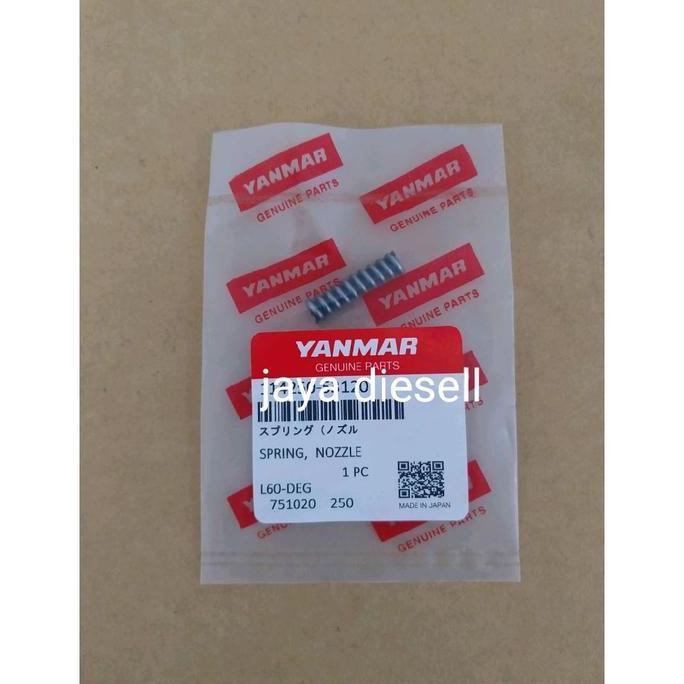 YANMAR
GENUINE PARTS
YANMAR
GENUINE PARTS
YANMAR
GENUINE PARTS
YANMAR
GENUINE PARTS
YANMAR
GENUINE PARTS
jaya diesell
スプリング (ノズル
SPRING, NOZZLE
1 PC
L60-DEG
751020 250
MADE IN JAPAN
YANMAR
GENUINE PARTS